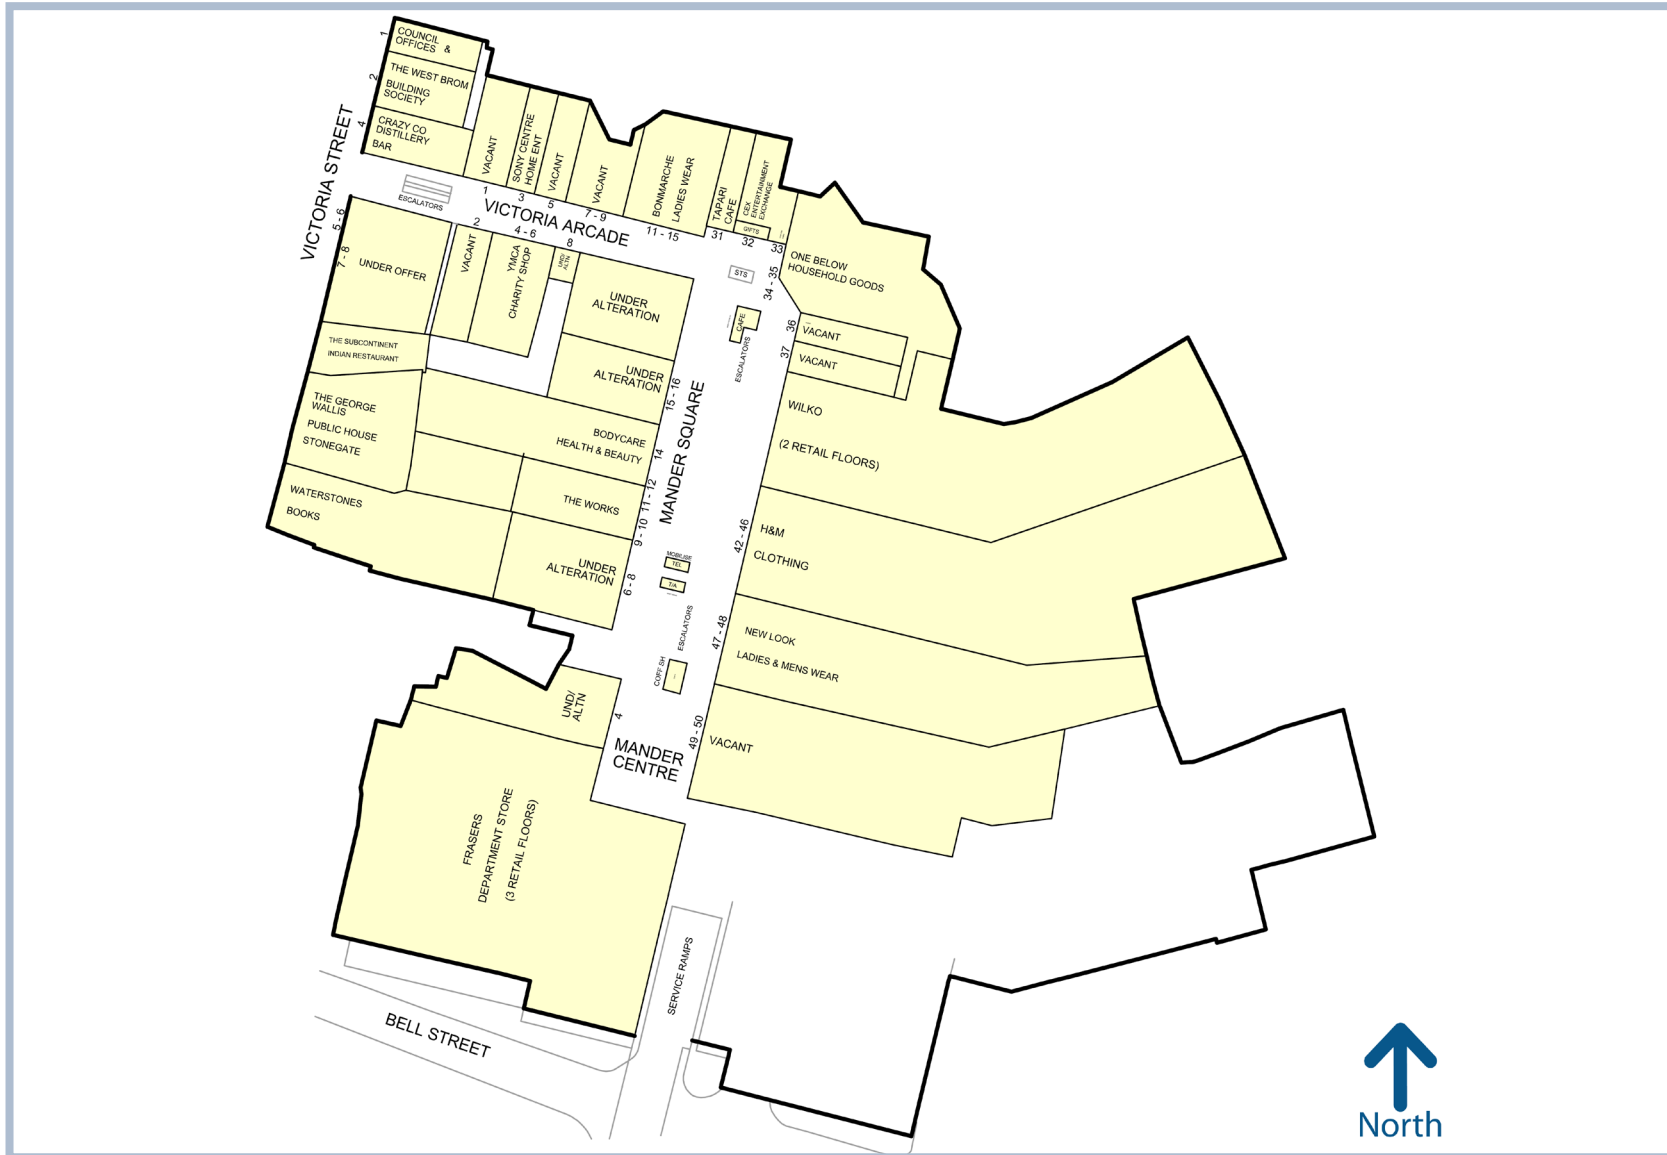 1
COUNCIL
OFFICES &
2
THE WEST BROM
BUILDING
SOCIETY
4
CRAZY CO
DISTILLERY
BAR
VICTORIA STREET
5 - 6
7 - 8
ESCALATORS
VACANT
SONY CENTRE
HOME ENT
VACANT
VACANT
BONMARCHE
LADIES WEAR
TAPARI
CAFE
CEX
ENTERTAINMENT
EXCHANGE
GIFTS
1
3
5
7 - 9
11 - 15
31
32
33
VICTORIA ARCADE
2
4 - 6
8
UNDER OFFER
VACANT
YMCA
CHARITY SHOP
UND/
ALTN
UNDER
ALTERATION
STS
34 - 35
ONE BELOW
HOUSEHOLD GOODS
CAFE
ESCALATORS
36
VACANT
37
VACANT
THE SUBCONTINENT
INDIAN RESTAURANT
UNDER
ALTERATION
15 - 16
MANDER SQUARE
WILKO
(2 RETAIL FLOORS)
THE GEORGE
WALLIS
PUBLIC HOUSE
STONEGATE
BODYCARE
HEALTH & BEAUTY
14
WATERSTONES
BOOKS
THE WORKS
11 - 12
9 - 10
42 - 46
H&M
CLOTHING
UNDER
ALTERATION
6 - 8
MOBILISE
TEL
T/A
ESCALATORS
47 - 48
NEW LOOK
LADIES & MENS WEAR
COFF SH
UND/
ALTN
4
49 - 50
VACANT
MANDER
CENTRE
FRASERS
DEPARTMENT STORE
(3 RETAIL FLOORS)
SERVICE RAMPS
BELL STREET
North